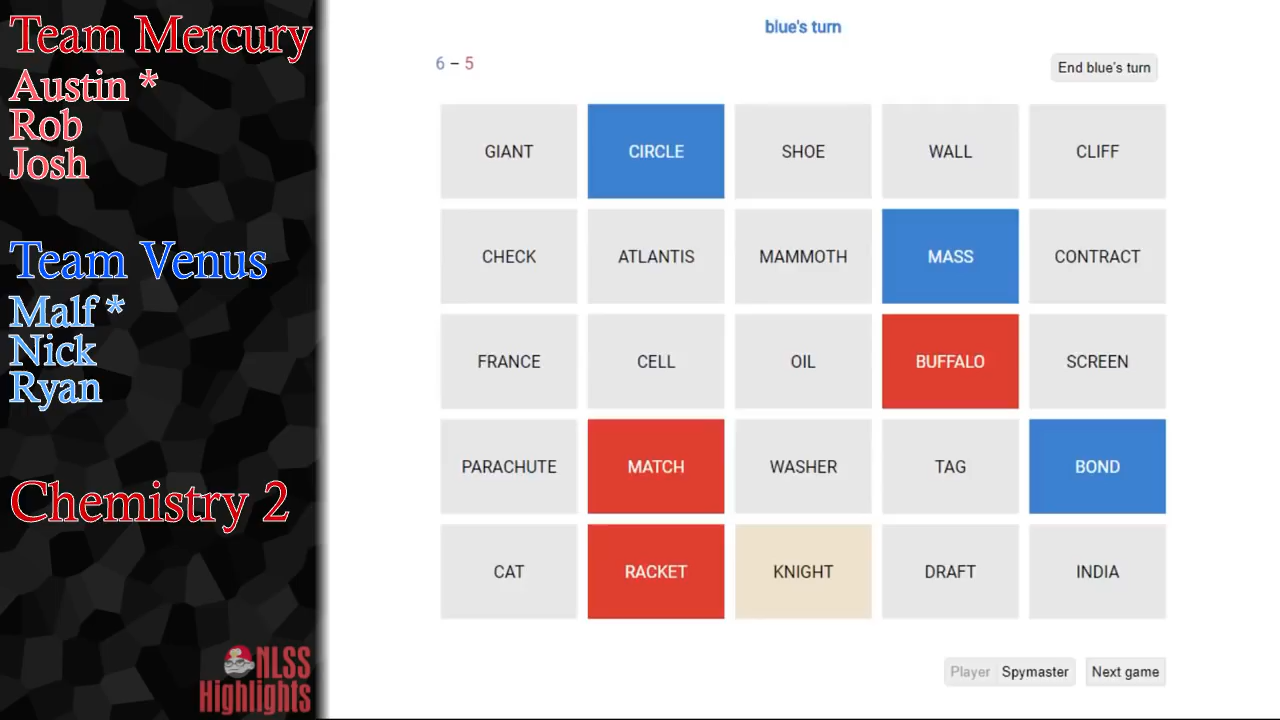 Team Mercury
Austin *
Rob
Josh
Team Venus
Malf *
Nick
Ryan
Chemistry 2
NLSS
Highlights
blue's turn
6 – 5
End blue's turn
GIANT CIRCLE SHOE WALL CLIFF
CHECK ATLANTIS MAMMOTH MASS CONTRACT
FRANCE CELL OIL BUFFALO SCREEN
PARACHUTE MATCH WASHER TAG BOND
CAT RACKET KNIGHT DRAFT INDIA
Player Spymaster Next game